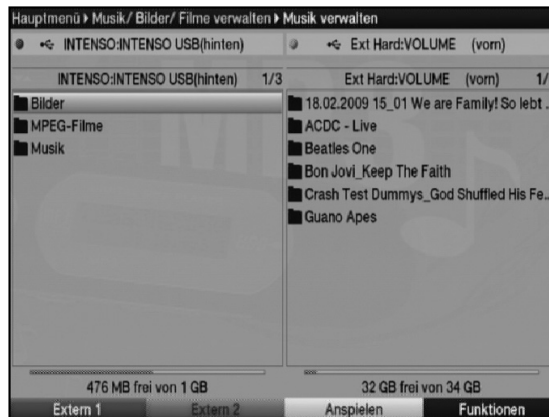 Hauptmenü ▸ Musik/ Bilder/ Filme verwalten ▸ Musik verwalten
INTENSO:INTENSO USB(hinten)
Ext Hard:VOLUME (vorn)
INTENSO:INTENSO USB(hinten) 1/3
Ext Hard:VOLUME (vorn) 1/
Bilder
MPEG-Filme
Musik
18.02.2009 15_01 We are Family! So lebt .
ACDC - Live
Beatles One
Bon Jovi_Keep The Faith
Crash Test Dummys_God Shuffled His Fe..
Guano Apes
476 MB frei von 1 GB
32 GB frei von 34 GB
Extern 1
Extern 2
Anspielen
Funktionen